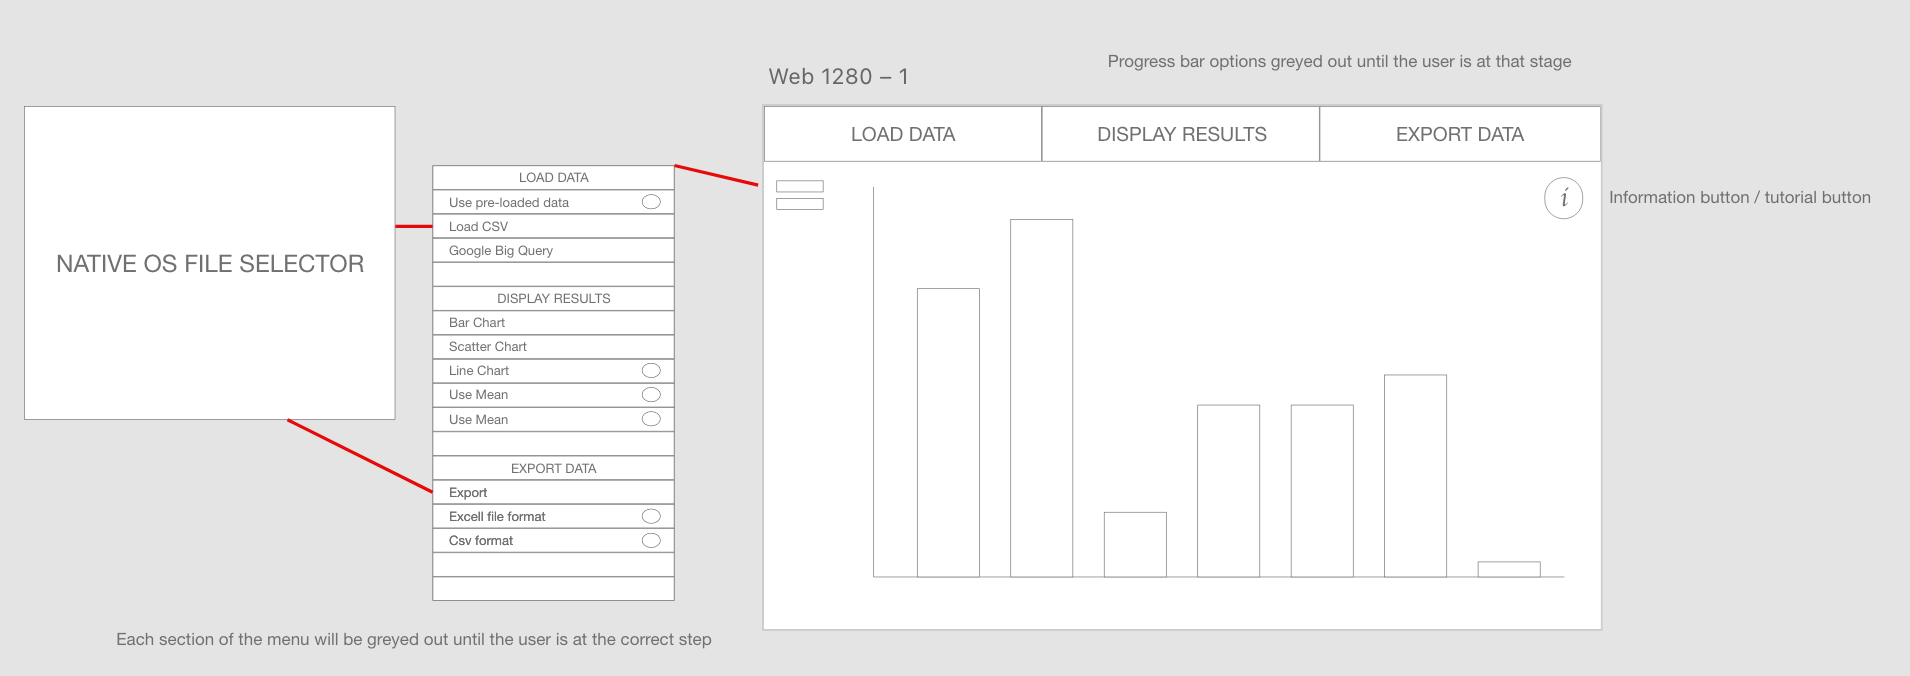 Progress bar options greyed out until the user is at that stage
Web 1280 – 1
LOAD DATA
DISPLAY RESULTS
EXPORT DATA
i
Information button / tutorial button
NATIVE OS FILE SELECTOR
LOAD DATA
Use pre-loaded data
Load CSV
Google Big Query
DISPLAY RESULTS
Bar Chart
Scatter Chart
Line Chart
Use Mean
Use Mean
EXPORT DATA
Export
Excell file format
Csv format
Each section of the menu will be greyed out until the user is at the correct step